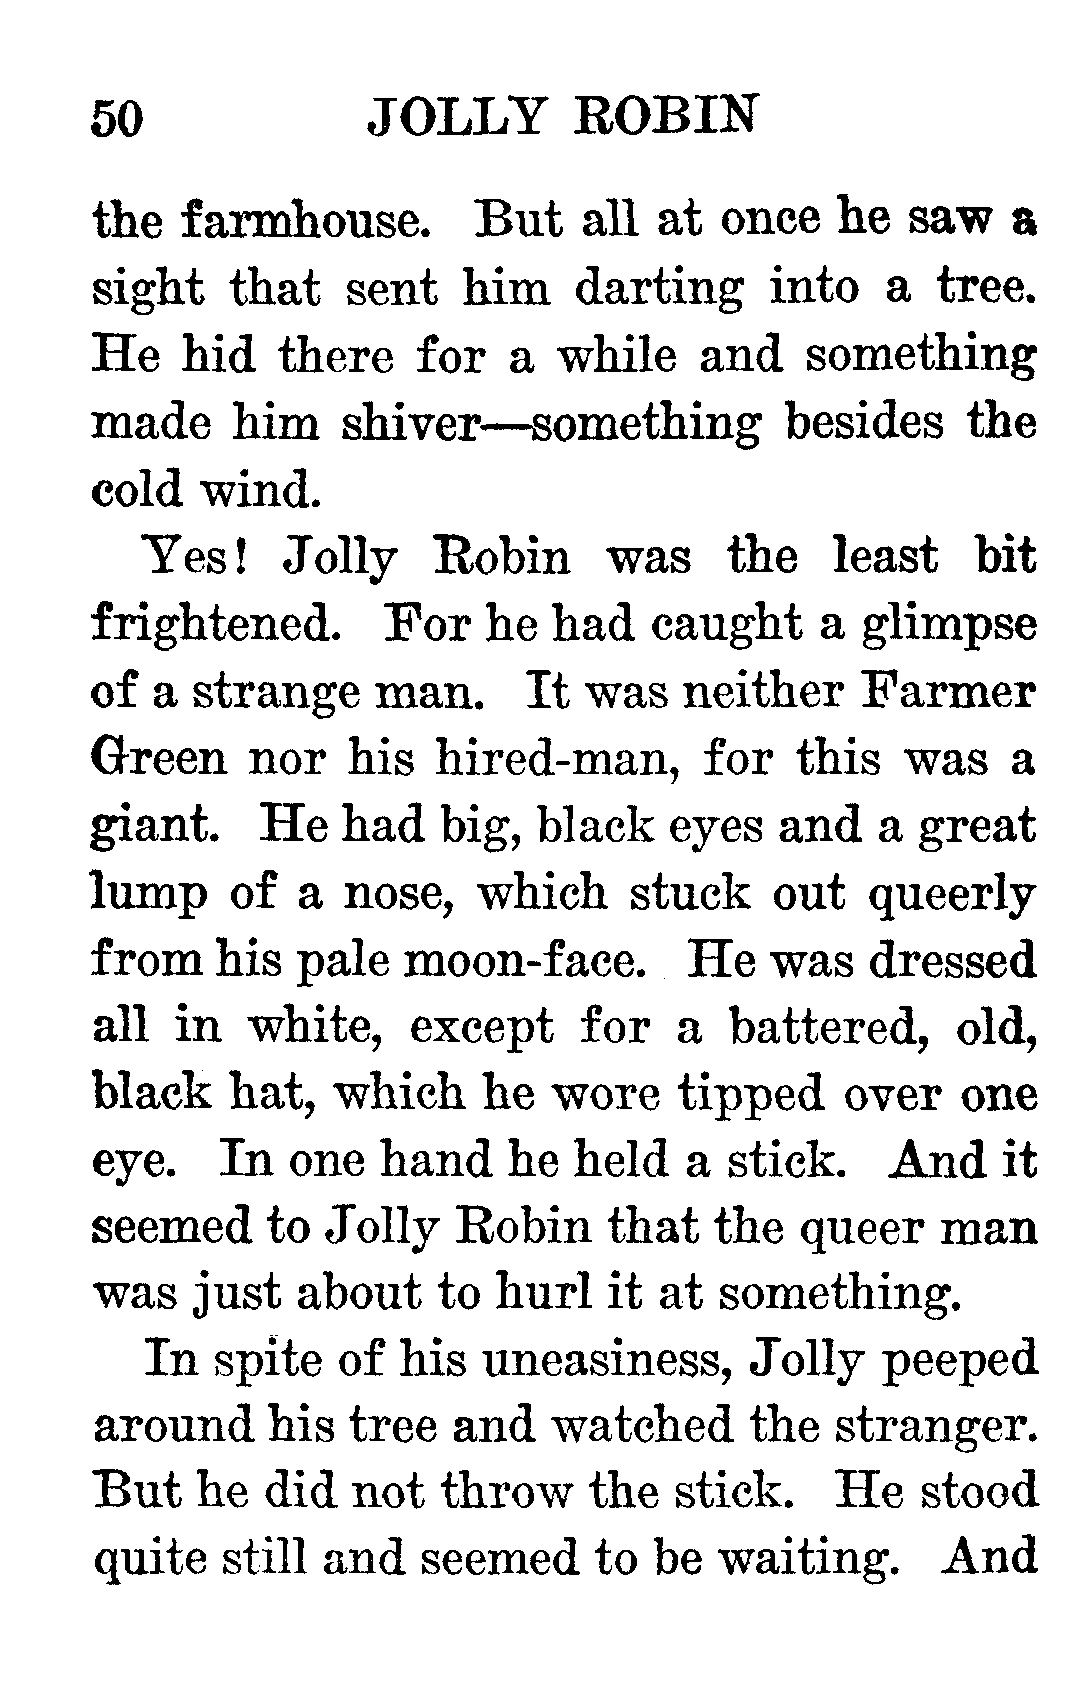 50 JOLLY ROBIN
the farmhouse. But all at once he saw a
sight that sent him darting into a tree.
He hid there for a while and something
made him shiver—something besides the
cold wind.
Yes! Jolly Robin was the least bit
frightened. For he had caught a glimpse
of a strange man. It was neither Farmer
Green nor his hired-man, for this was a
giant. He had big, black eyes and a great
lump of a nose, which stuck out queerly
from his pale moon-face. He was dressed
all in white, except for a battered, old,
black hat, which he wore tipped over one
eye. In one hand he held a stick. And it
seemed to Jolly Robin that the queer man
was just about to hurl it at something.
In spite of his uneasiness, Jolly peeped
around his tree and watched the stranger.
But he did not throw the stick. He stood
quite still and seemed to be waiting. And